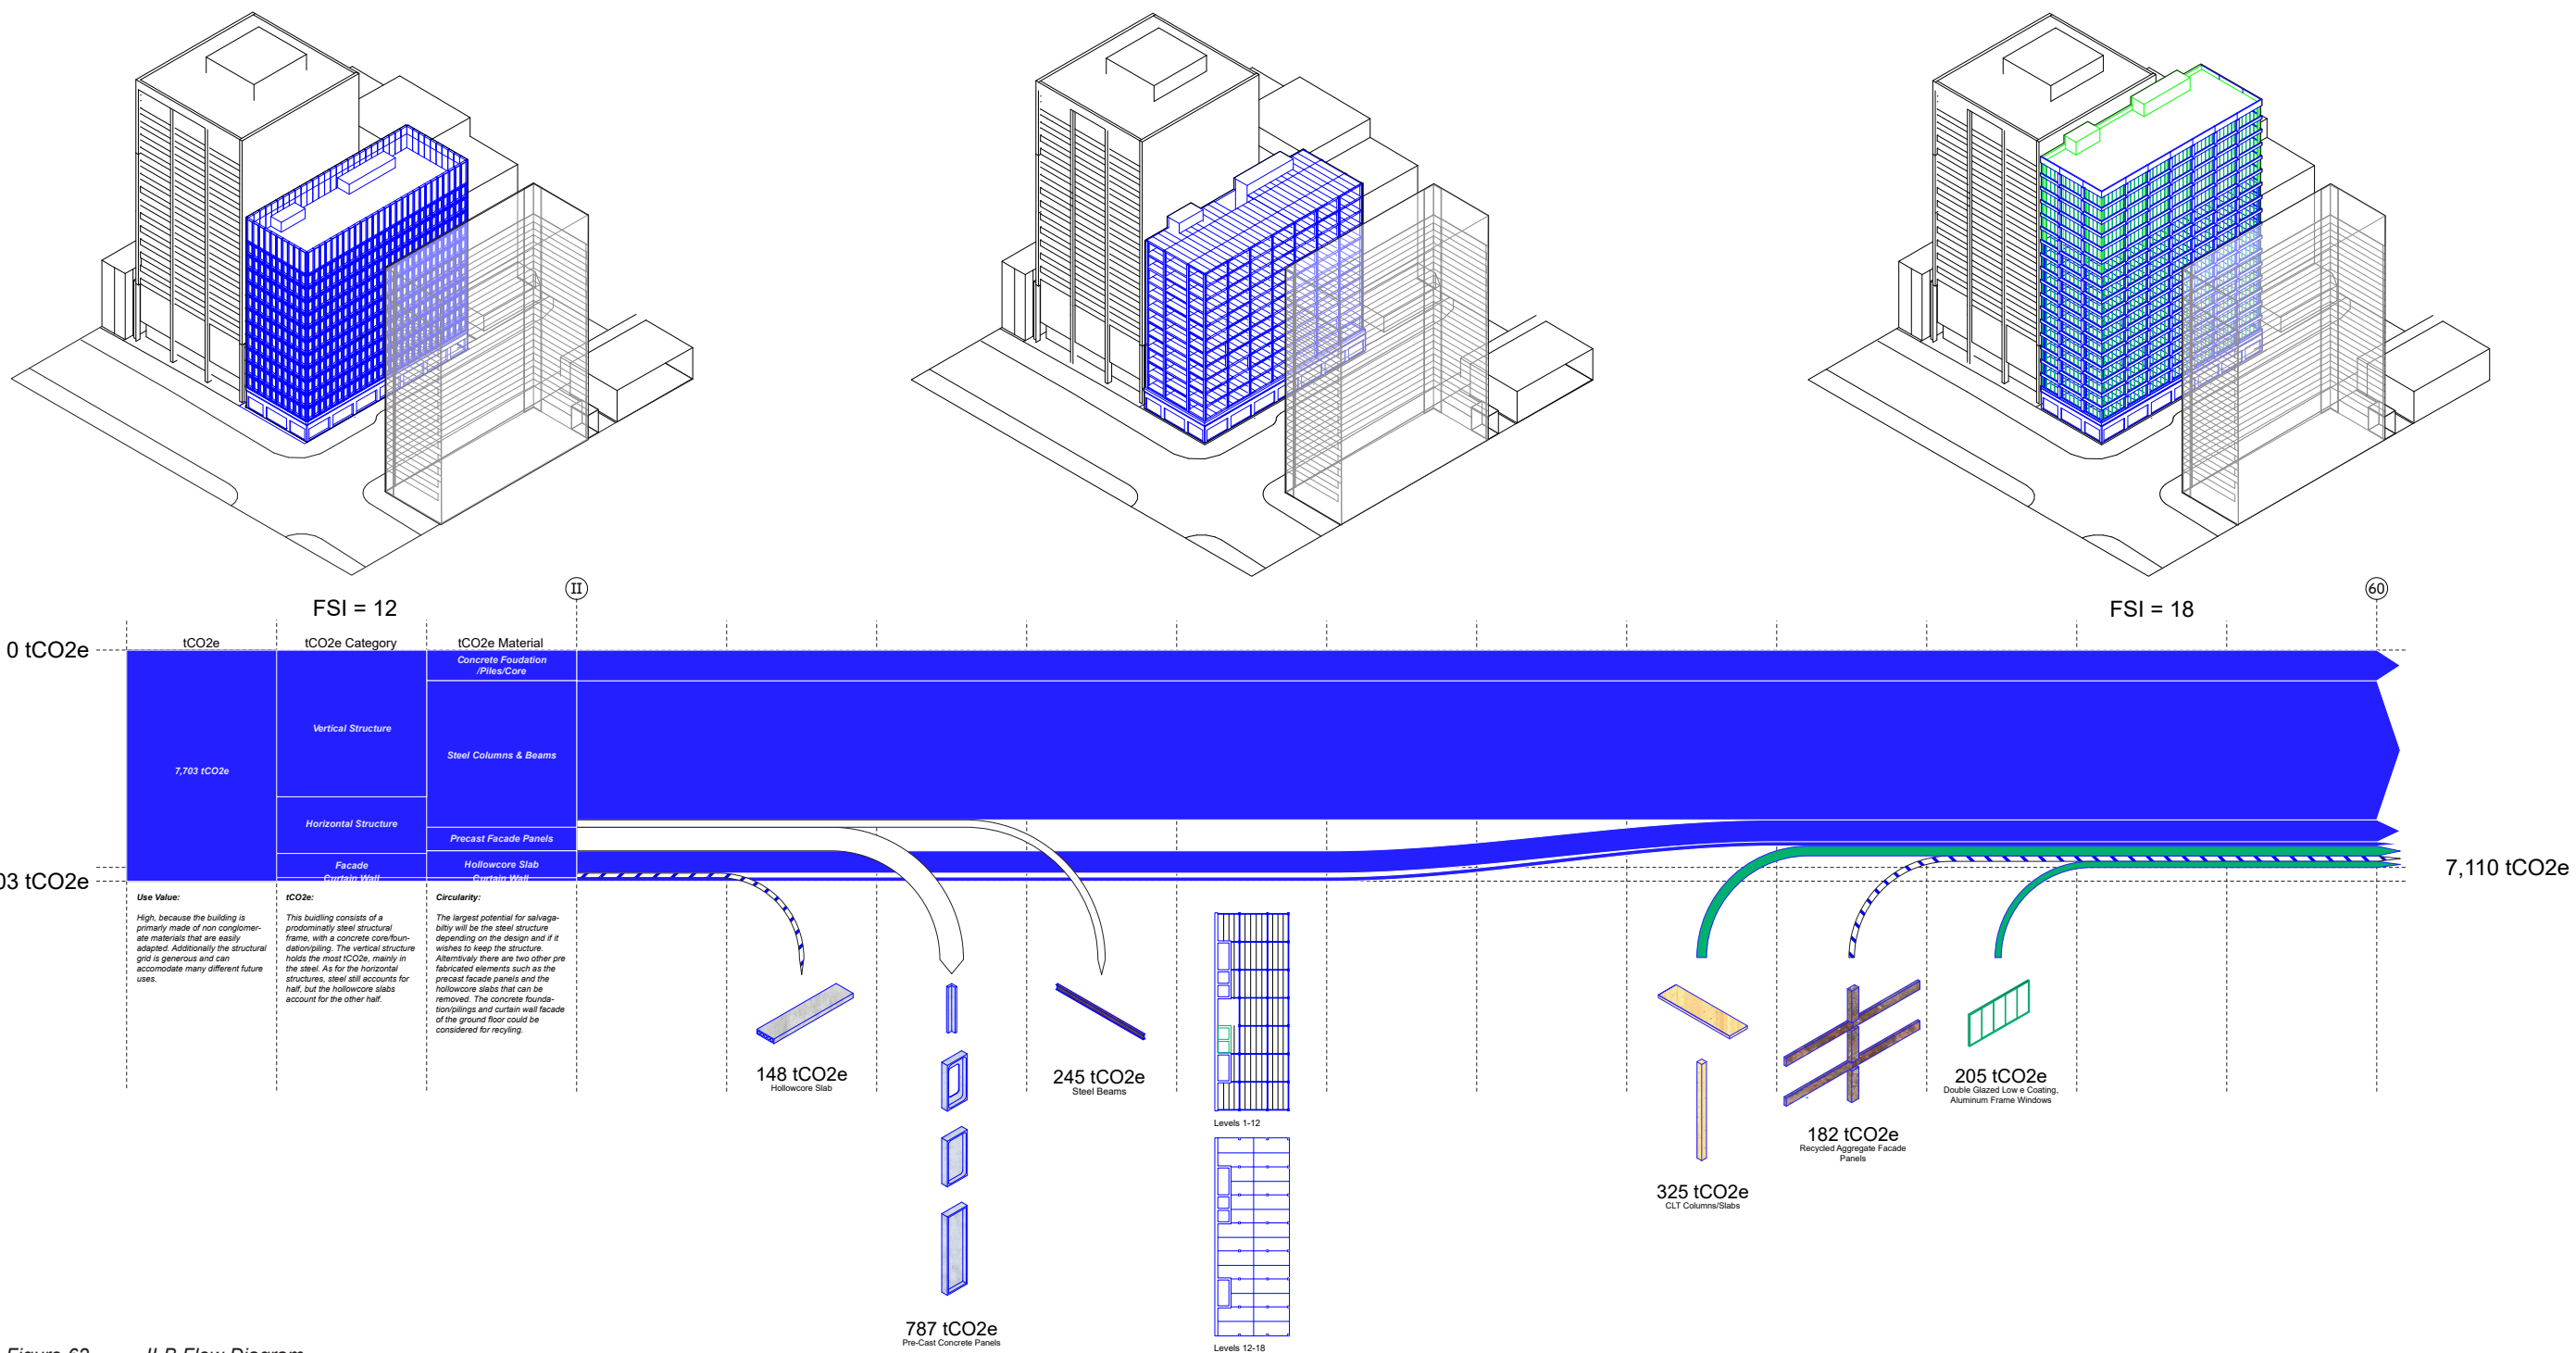 FSI = 12
II
FSI = 18
60
0 tCO2e
tCO2e
tCO2e Category
tCO2e Material
7,703 tCO2e
Vertical Structure
Horizontal Structure
Facade
Curtain Wall
Concrete Foudation
/Piles/Core
Steel Columns & Beams
Precast Facade Panels
Hollowcore Slab
Curtain Wall
03 tCO2e
7,110 tCO2e
Use Value:
High, because the building is
primarily made of non conglomer-
ate materials that are easily
adapted. Additionally the structural
grid is generous and can
accomodate many different future
uses.
tCO2e:
This buidling consists of a
prodominatly steel structural
frame, with a concrete core/foun-
dation/piling. The vertical structure
holds the most tCO2e, mainly in
the steel. As for the horizontal
structures, steel still accounts for
half, but the hollowcore slabs
account for the other half.
Circularity:
The largest potential for salvaga-
biltiy will be the steel structure
depending on the design and if it
wishes to keep the structure.
Alterntivaly there are two other pre
fabricated elements such as the
precast facade panels and the
hollowcore slabs that can be
removed. The concrete founda-
tion/pilings and curtain wall facade
of the ground floor could be
considered for recyling.
148 tCO2e
Hollowcore Slab
787 tCO2e
Pre-Cast Concrete Panels
245 tCO2e
Steel Beams
Levels 1-12
Levels 12-18
325 tCO2e
CLT Columns/Slabs
182 tCO2e
Recycled Aggregate Facade
Panels
205 tCO2e
Double Glazed Low e Coating,
Aluminum Frame Windows